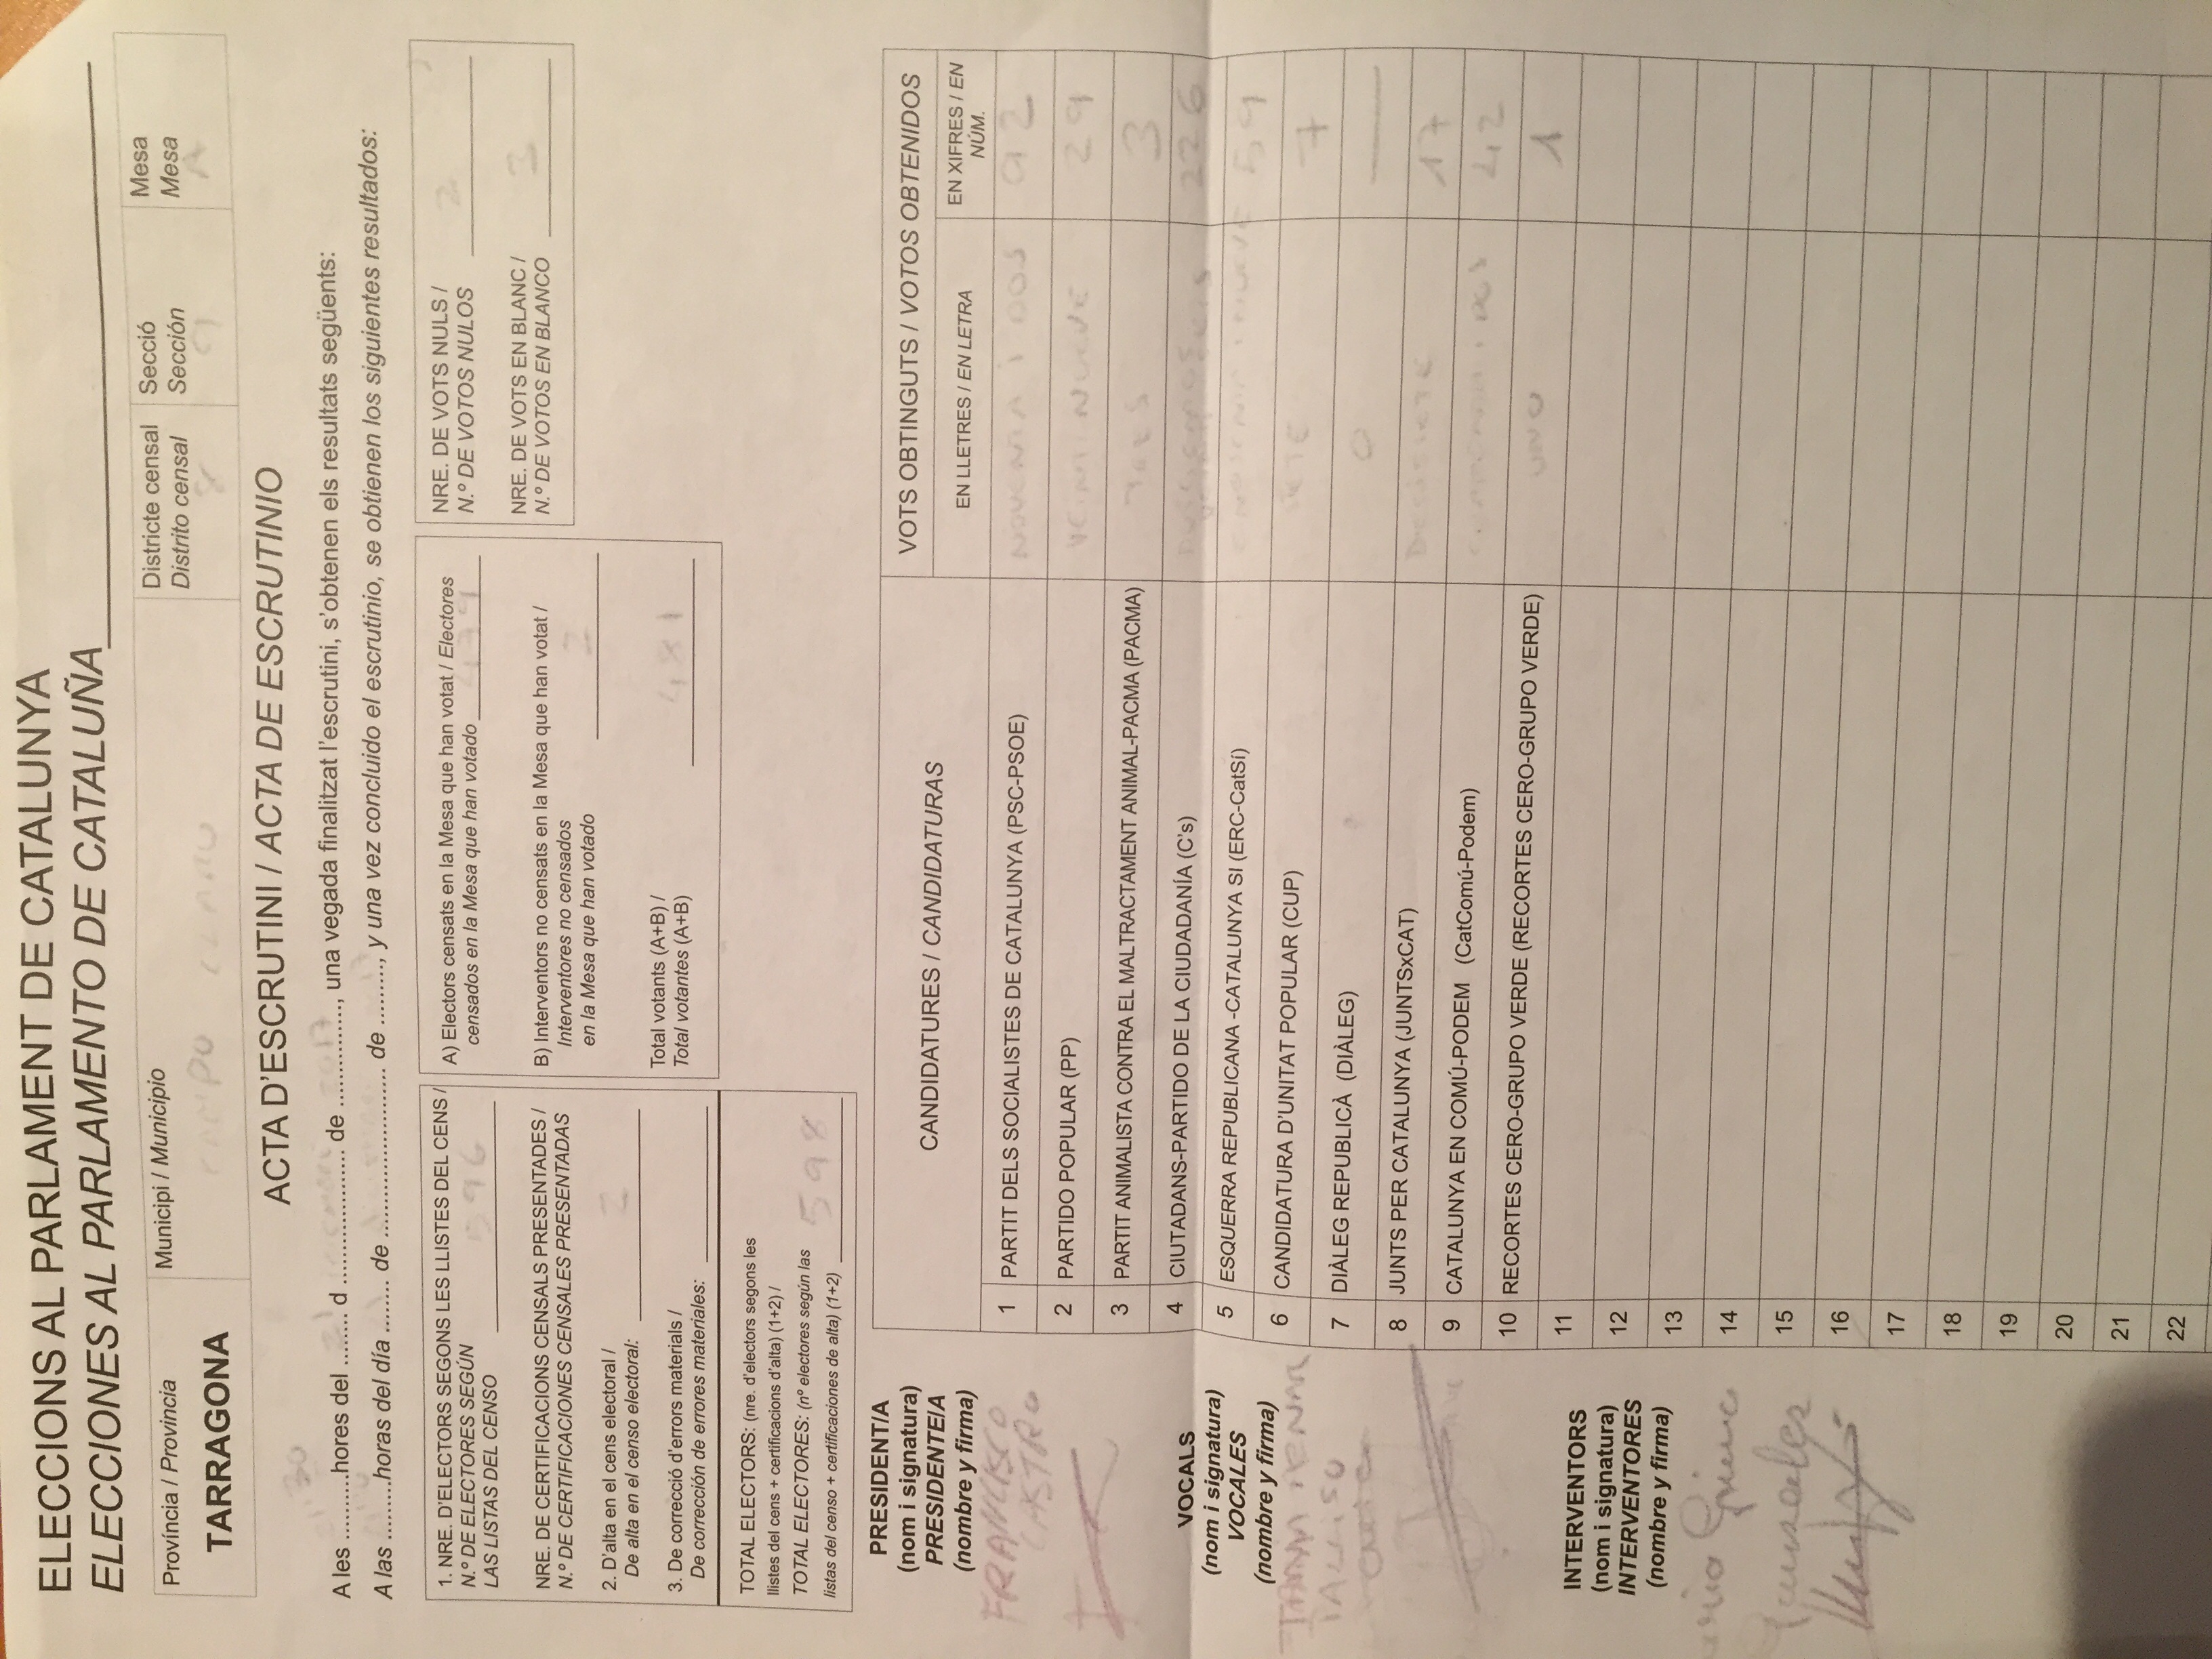 ELECCIONS AL PARLAMENT DE CATALUNYA
ELECCIONES AL PARLAMENTO DE CATALUÑA
Província / Provincia
Municipi / Municipio
Districte censal
Distrito censal
Secció
Sección
Mesa
Mesa
TARRAGONA
CAMPO CLARO
8
9
A
ACTA D'ESCRUTINI / ACTA DE ESCRUTINIO
A les .........hores del 21 d ..................... de 2017, una vegada finalitzat l'escrutini, s'obtenen els resultats següents:
A las .........horas del día ........ de .......................... de ........., y una vez concluido el escrutinio, se obtienen los siguientes resultados:
1. NRE. D'ELECTORS SEGONS LES LLISTES DEL CENS /
N.º DE ELECTORES SEGÚN
LAS LISTAS DEL CENSO 596
NRE. DE CERTIFICACIONS CENSALS PRESENTADES /
N.º DE CERTIFICACIONES CENSALES PRESENTADAS
2. D'alta en el cens electoral /
De alta en el censo electoral: 2
3. De correcció d'errors materials /
De corrección de errores materiales:
TOTAL ELECTORS: (nre. d'electors segons les
llistes del cens + certificacions d'alta) (1+2) /
TOTAL ELECTORES: (nº electores según las
listas del censo + certificaciones de alta) (1+2) 598
A) Electors censats en la Mesa que han votat / Electores
censados en la Mesa que han votado 479
B) Interventors no censats en la Mesa que han votat /
Interventores no censados
en la Mesa que han votado 2
Total votants (A+B) /
Total votantes (A+B) 481
NRE. DE VOTS NULS /
N.º DE VOTOS NULOS 2
NRE. DE VOTS EN BLANC /
N.º DE VOTOS EN BLANCO 3
PRESIDENT/A
(nom i signatura)
PRESIDENTE/A
(nombre y firma)
FRANCISCO
CASTRO
VOCALS
(nom i signatura)
VOCALES
(nombre y firma)
INTERVENTORS
(nom i signatura)
INTERVENTORES
(nombre y firma)
CANDIDATURES / CANDIDATURAS
VOTS OBTINGUTS / VOTOS OBTENIDOS
EN LLETRES / EN LETRA
EN XIFRES / EN NÚM.
1 PARTIT DELS SOCIALISTES DE CATALUNYA (PSC-PSOE) NOVENTA I DOS 92
2 PARTIDO POPULAR (PP) VEINTINUEVE 29
3 PARTIT ANIMALISTA CONTRA EL MALTRACTAMENT ANIMAL-PACMA (PACMA) TRES 3
4 CIUTADANS-PARTIDO DE LA CIUDADANÍA (C's) 226
5 ESQUERRA REPUBLICANA -CATALUNYA SI (ERC-CatSí) 59
6 CANDIDATURA D'UNITAT POPULAR (CUP) SIETE 7
7 DIÀLEG REPUBLICÀ (DIÀLEG) 0 —
8 JUNTS PER CATALUNYA (JUNTSxCAT) DECISIETE 17
9 CATALUNYA EN COMÚ-PODEM (CatComú-Podem) CUARENTA I DOS 42
10 RECORTES CERO-GRUPO VERDE (RECORTES CERO-GRUPO VERDE) UNO 1
11
12
13
14
15
16
17
18
19
20
21
22